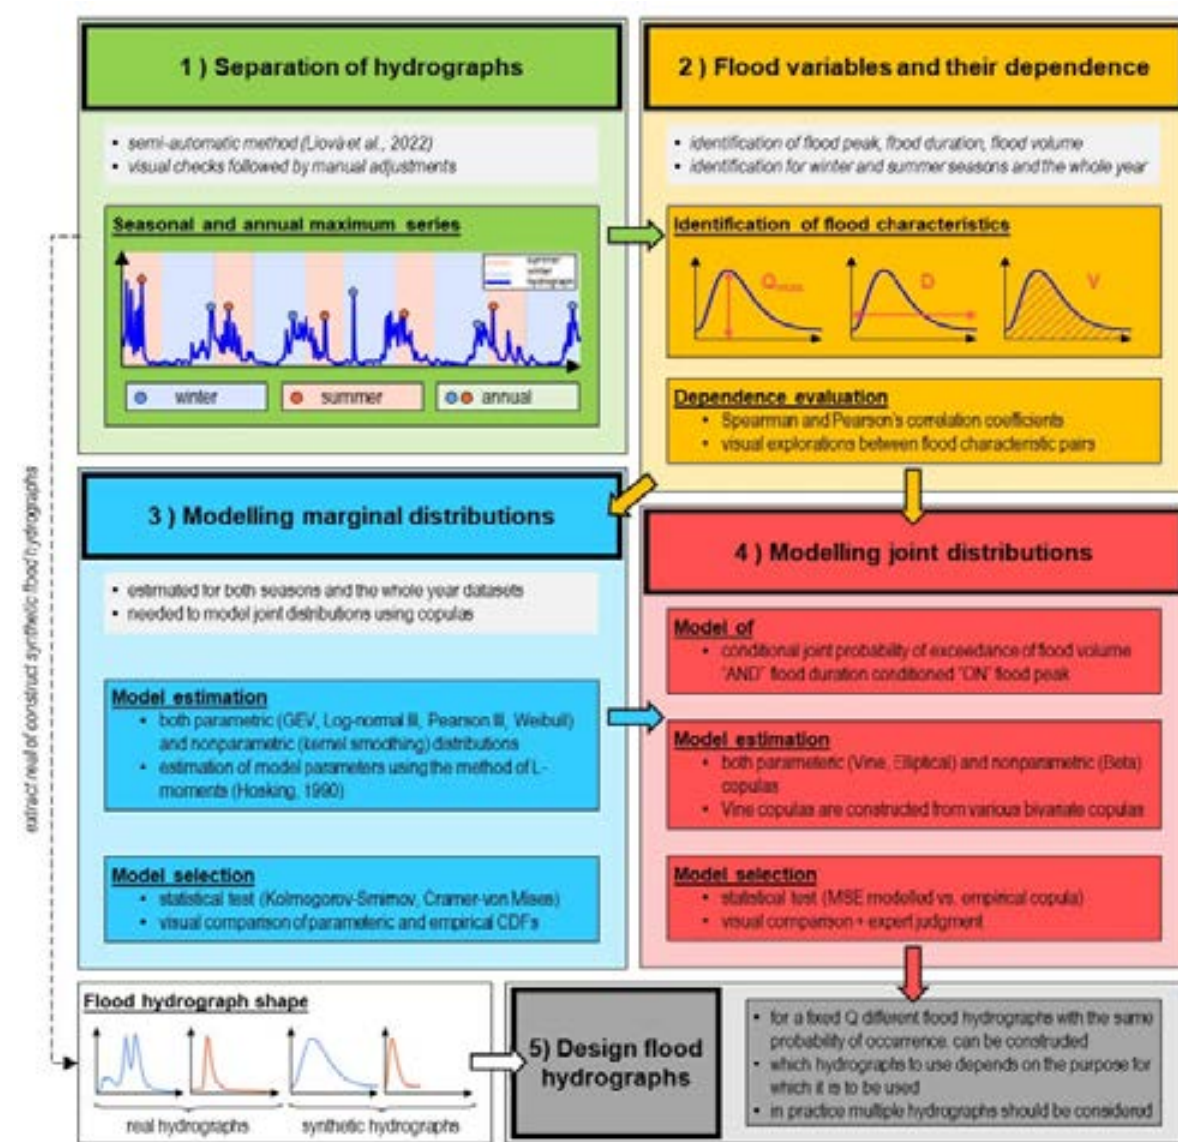 1 ) Separation of hydrographs
• semi-automatic method (Liová et al., 2022)
• visual checks followed by manual adjustments
Seasonal and annual maximum series
summer
winter
hydrograph
winter
summer
annual
2 ) Flood variables and their dependence
• identification of flood peak, flood duration, flood volume
• identification for winter and summer seasons and the whole year
Identification of flood characteristics
D
V
Dependence evaluation
• Spearman and Pearson's correlation coefficients
• visual explorations between flood characteristic pairs
3 ) Modelling marginal distributions
• estimated for both seasons and the whole year datasets
• needed to model joint distributions using copulas
Model estimation
• both parametric (GEV, Log-normal III, Pearson III, Weibull)
and nonparametric (kernel smoothing) distributions
• estimation of model parameters using the method of L-
moments (Hosking, 1990)
Model selection
• statistical test (Kolmogorov-Smirnov, Cramer-von Mises)
• visual comparison of parameteric and empirical CDFs
4 ) Modelling joint distributions
Model of
• conditional joint probability of exceedance of flood volume
"AND" flood duration conditioned "ON" flood peak
Model estimation
• both parameteric (Vine, Elliptical) and nonparametric (Beta)
copulas
• Vine copulas are constructed from various bivariate copulas
Model selection
• statistical test (MSE modelled vs. empirical copula)
• visual comparison + expert judgment
extract real of construct synthetic flood hydrographs
Flood hydrograph shape
real hydrographs
synthetic hydrographs
5) Design flood
hydrographs
• for a fixed Q different flood hydrographs with the same
probability of occurrence. can be constructed
• which hydrographs to use depends on the purpose for
which it is to be used
• in practice multiple hydrographs should be considered